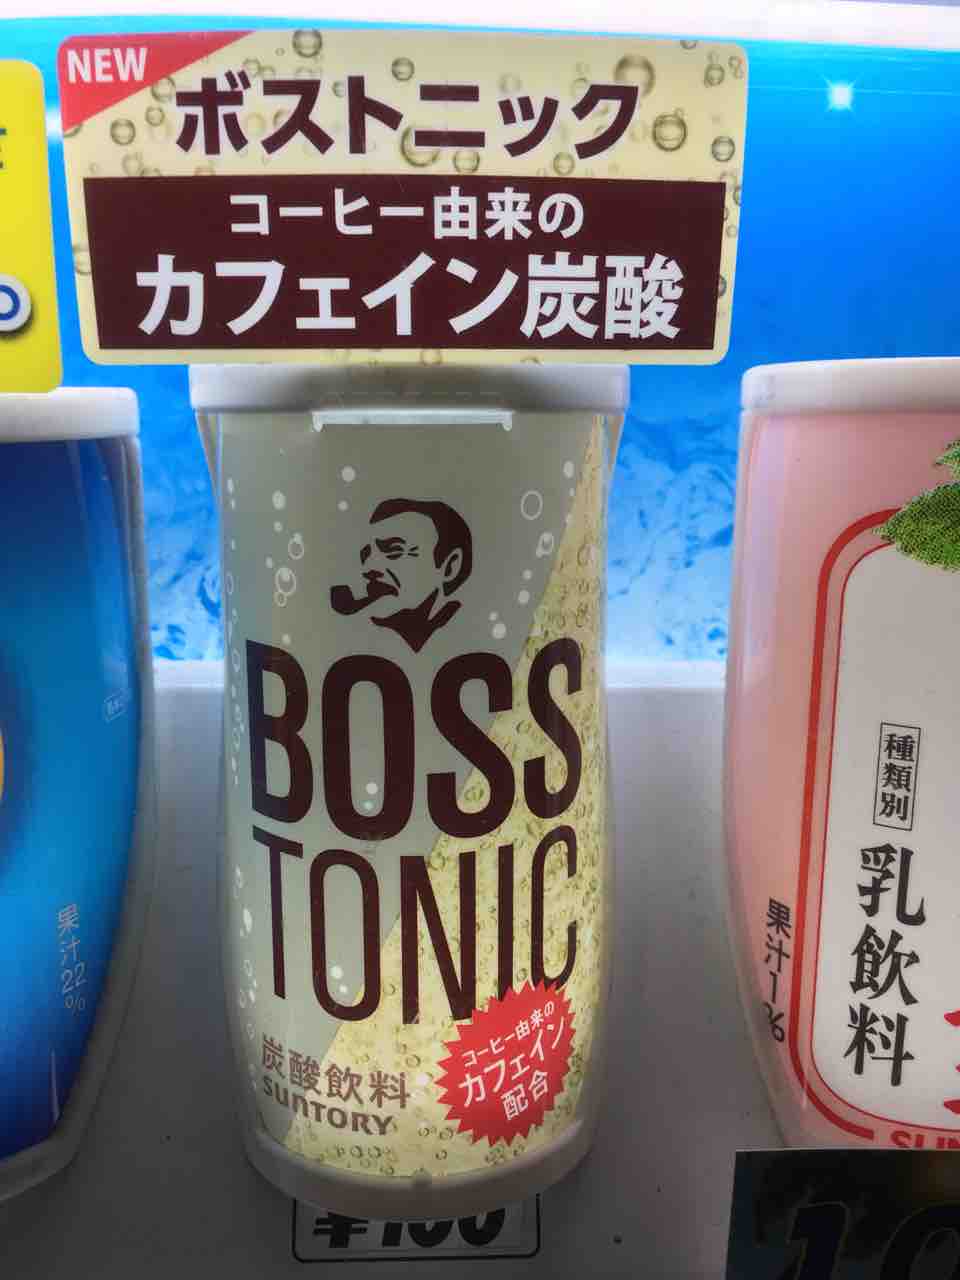 NEW
ボストニック
コーヒー由来の
カフェイン炭酸
BOSS
TONIC
コーヒー由来の
カフェイン
配合
炭酸飲料
SUNTORY
果汁22%
種類別
乳飲料
果汁1%